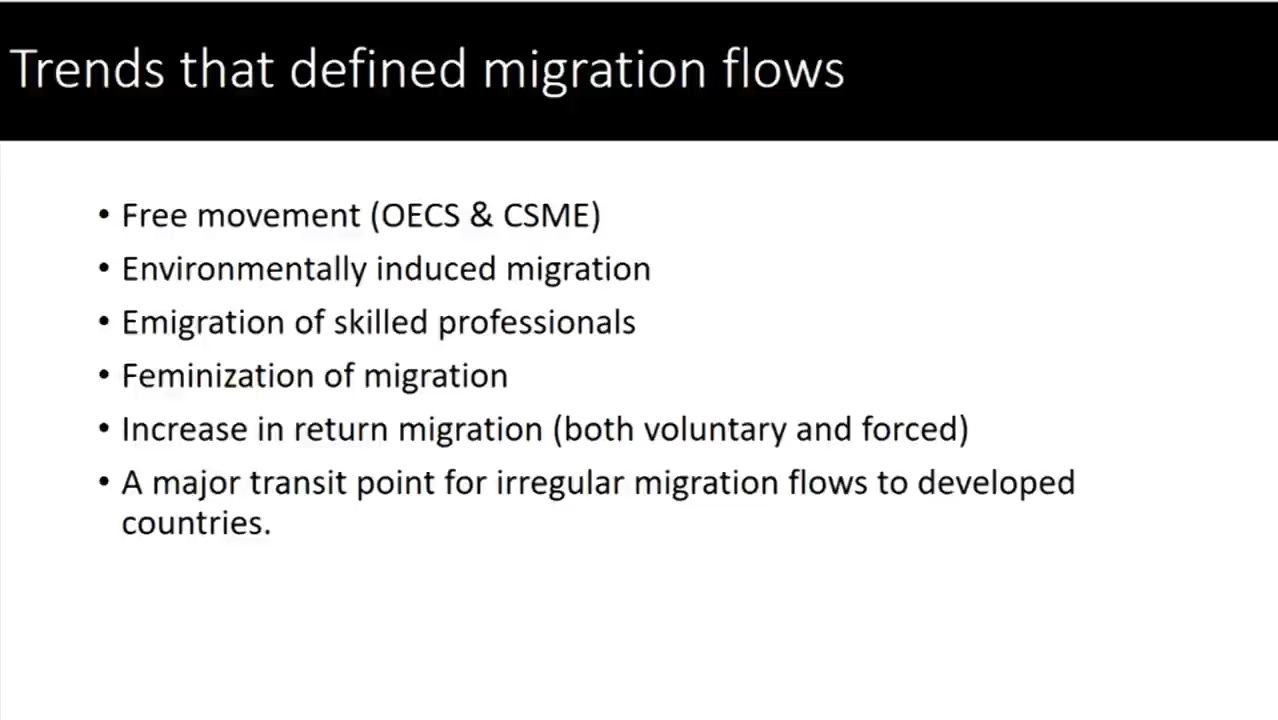 Trends that defined migration flows
• Free movement (OECS & CSME)
• Environmentally induced migration
• Emigration of skilled professionals
• Feminization of migration
• Increase in return migration (both voluntary and forced)
• A major transit point for irregular migration flows to developed
countries.